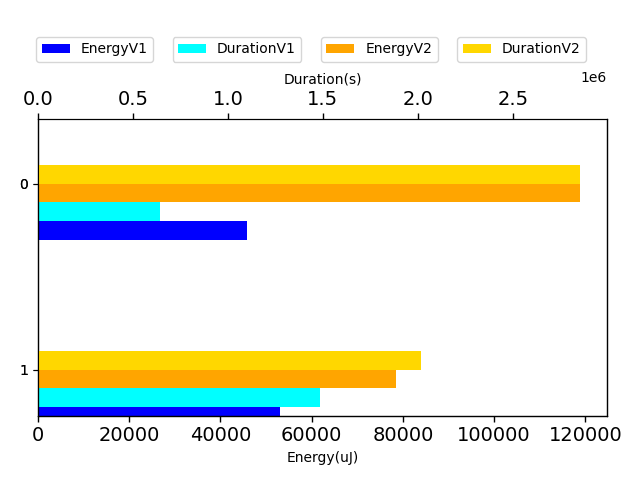 EnergyV1 DurationV1 EnergyV2 DurationV2
Duration(s)
1e6
0.0 0.5 1.0 1.5 2.0 2.5
0
1
0 20000 40000 60000 80000 100000 120000
Energy(uJ)